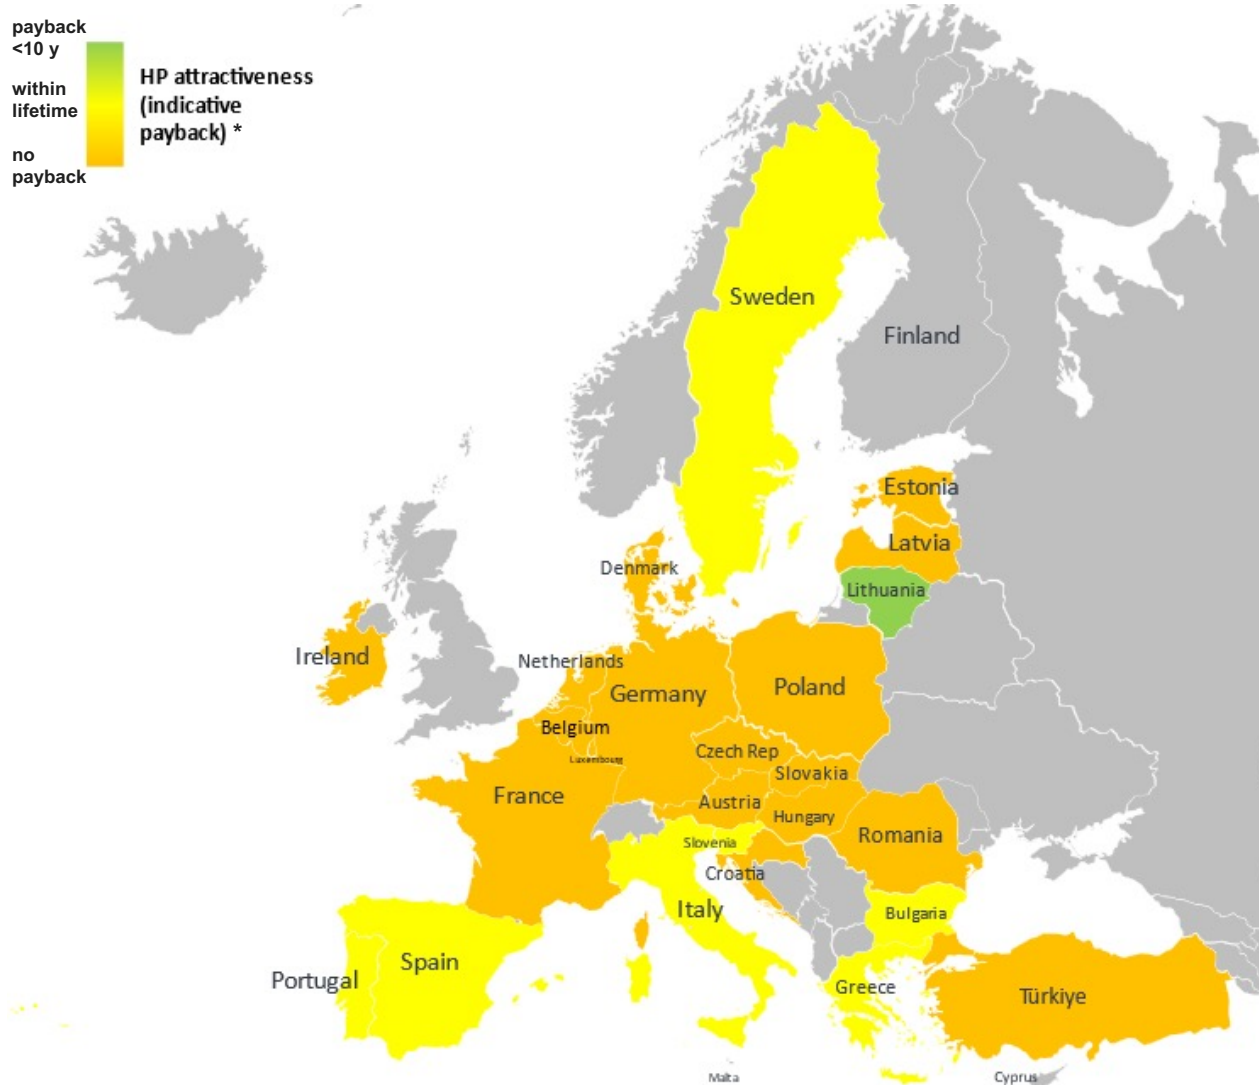 payback
<10 y
within
lifetime
no
payback
HP attractiveness
(indicative
payback) *
Sweden
Finland
Estonia
Latvia
Denmark
Lithuania
Ireland
Netherlands
Germany
Poland
Belgium
Luxembourg
Czech Rep
Slovakia
France
Austria
Hungary
Romania
Slovenia
Croatia
Italy
Bulgaria
Spain
Portugal
Greece
Türkiye
Malta
Cyprus